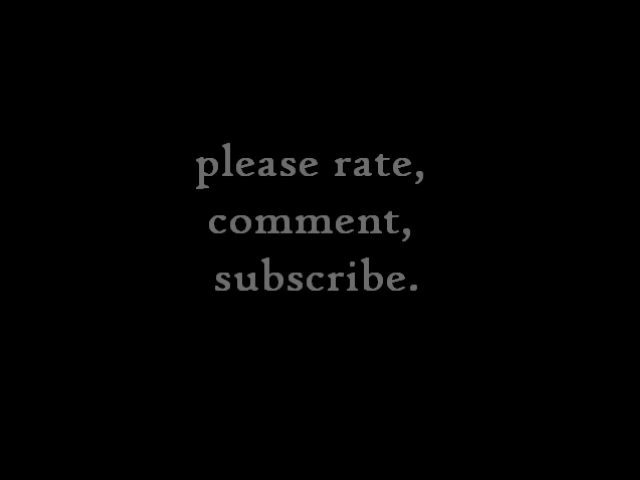 please rate,
comment,
subscribe.